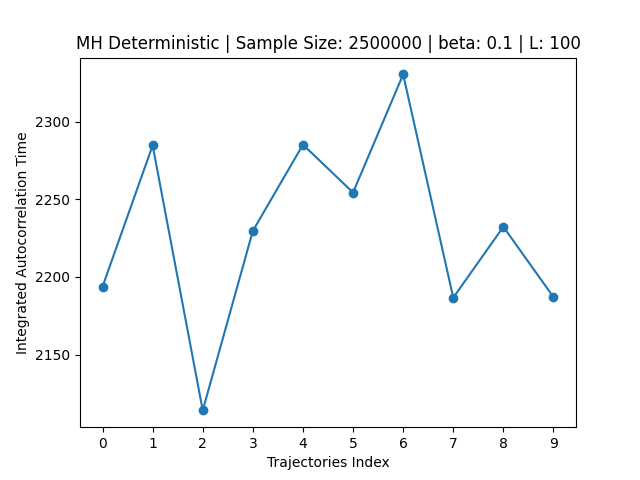 MH Deterministic | Sample Size: 2500000 | beta: 0.1 | L: 100
Integrated Autocorrelation Time
2300
2250
2200
2150
0 1 2 3 4 5 6 7 8 9
Trajectories Index